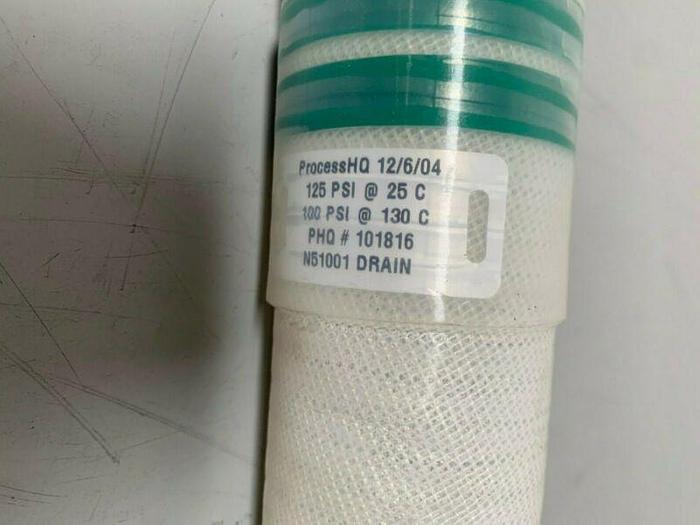 ProcessHQ 12/6/04
125 PSI @ 25 C
100 PSI @ 130 C
PHQ # 101816
N51001 DRAIN